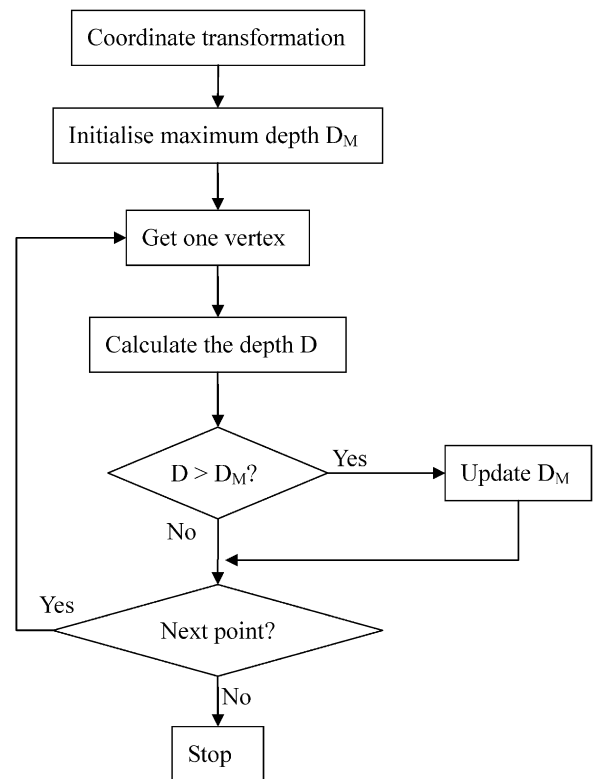 Coordinate transformation
Initialise maximum depth D_M
Get one vertex
Calculate the depth D
D > D_M?
Yes
Update D_M
No
Yes
Next point?
No
Stop